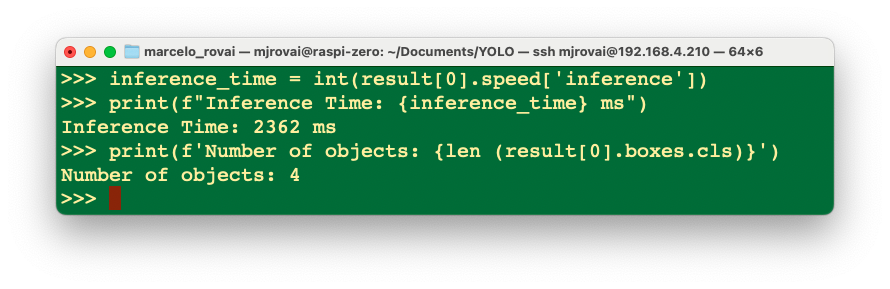 marcelo_rovai — mjrovai@raspi-zero: ~/Documents/YOLO — ssh mjrovai@192.168.4.210 — 64×6
>>> inference_time = int(result[0].speed['inference'])
>>> print(f"Inference Time: {inference_time} ms")
Inference Time: 2362 ms
>>> print(f'Number of objects: {len (result[0].boxes.cls)}')
Number of objects: 4
>>>